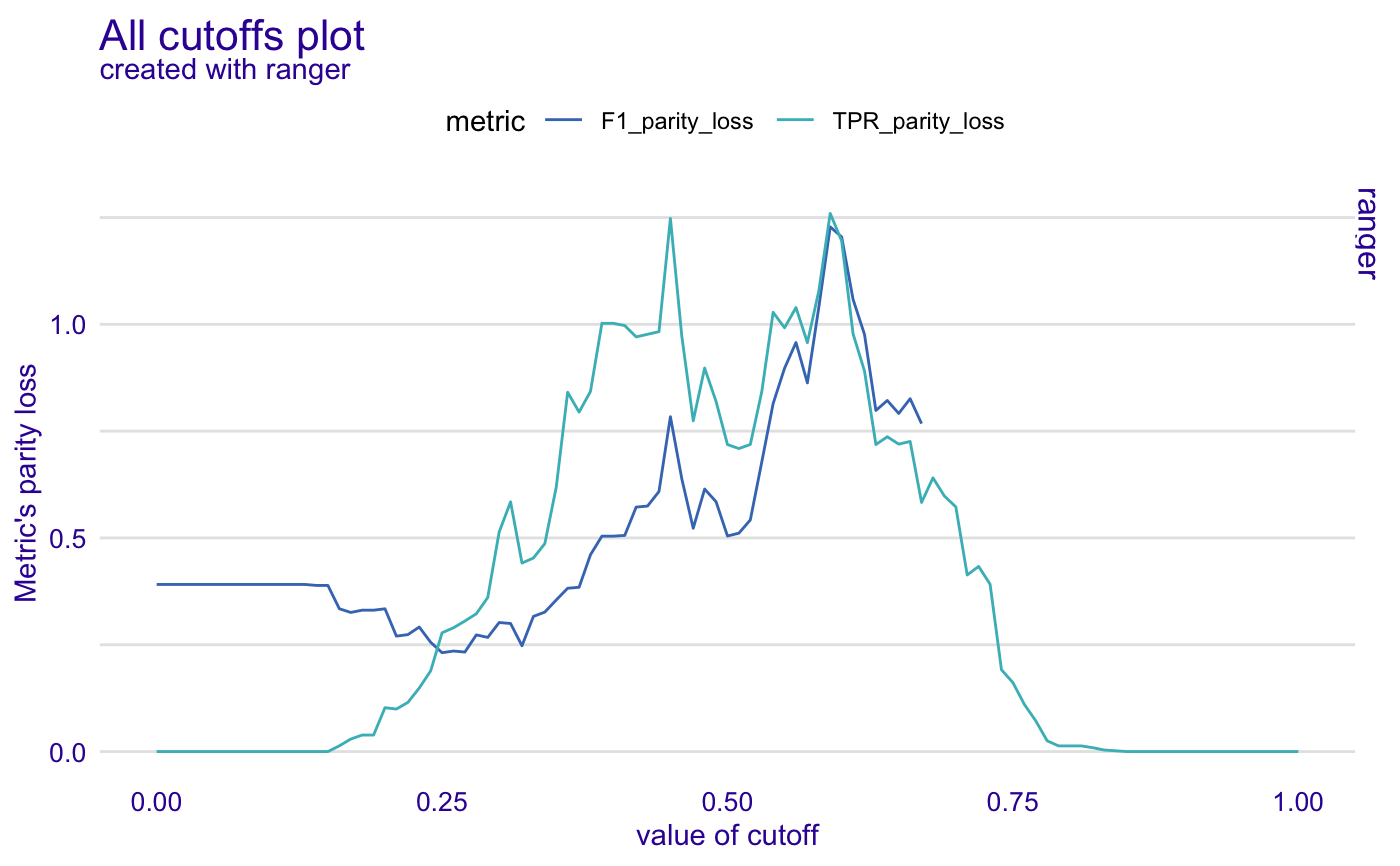 All cutoffs plot
created with ranger
metric F1_parity_loss TPR_parity_loss
ranger
Metric's parity loss
1.0
0.5
0.0
0.00 0.25 0.50 0.75 1.00
value of cutoff